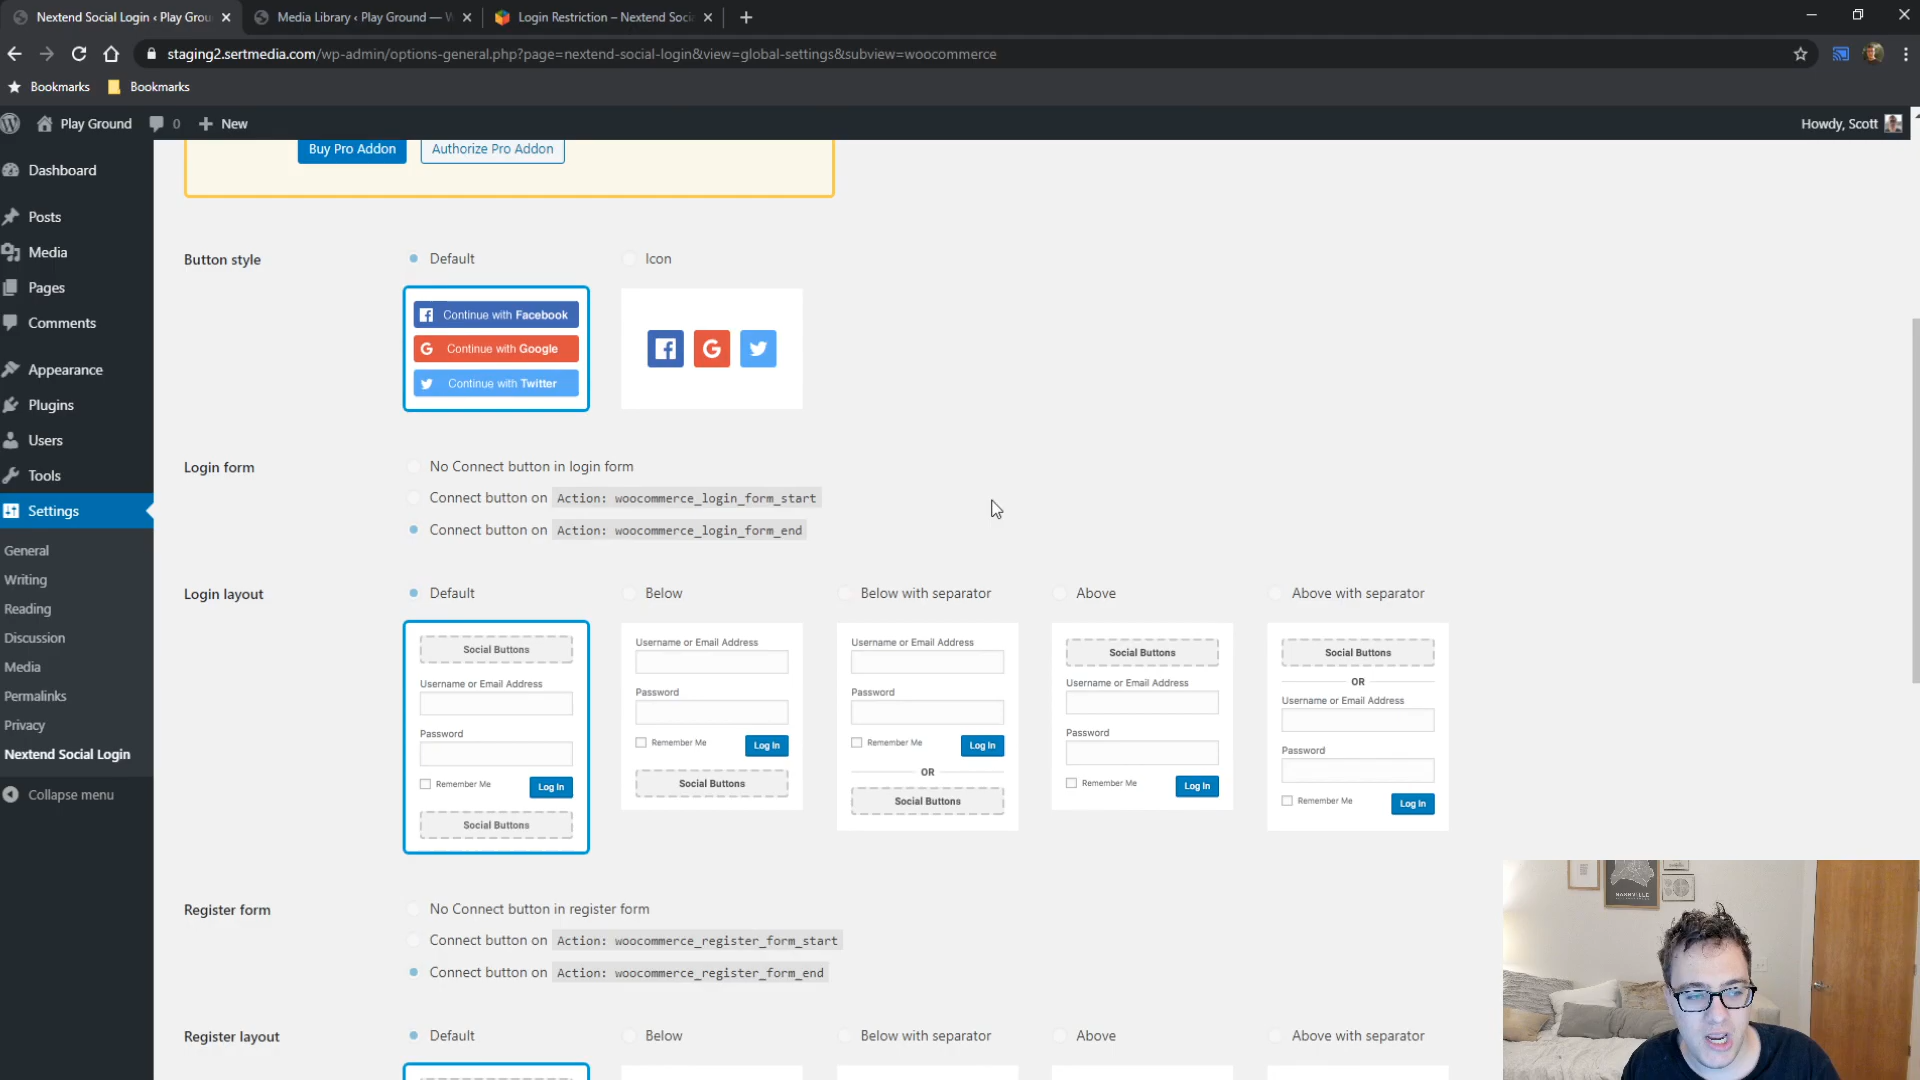 Nextend Social Login ‹ Play Grou
Media Library ‹ Play Ground — W
Login Restriction – Nextend Soci
staging2.sertmedia.com/wp-admin/options-general.php?page=nextend-social-login&view=global-settings&subview=woocommerce
Bookmarks
Bookmarks
Play Ground
0
New
Howdy, Scott
Dashboard
Posts
Media
Pages
Comments
Appearance
Plugins
Users
Tools
Settings
General
Writing
Reading
Discussion
Media
Permalinks
Privacy
Nextend Social Login
Collapse menu
Buy Pro Addon
Authorize Pro Addon
Button style
Default
Icon
Continue with Facebook
Continue with Google
Continue with Twitter
Login form
No Connect button in login form
Connect button on Action: woocommerce_login_form_start
Connect button on Action: woocommerce_login_form_end
Login layout
Default
Below
Below with separator
Above
Above with separator
Social Buttons
Username or Email Address
Password
Remember Me
Log In
Social Buttons
Username or Email Address
Password
Remember Me
Log In
Social Buttons
Username or Email Address
Password
Remember Me
Log In
OR
Social Buttons
Social Buttons
Username or Email Address
Password
Remember Me
Log In
Social Buttons
OR
Username or Email Address
Password
Remember Me
Log In
Register form
No Connect button in register form
Connect button on Action: woocommerce_register_form_start
Connect button on Action: woocommerce_register_form_end
Register layout
Default
Below
Below with separator
Above
Above with separator
NASHVILLE